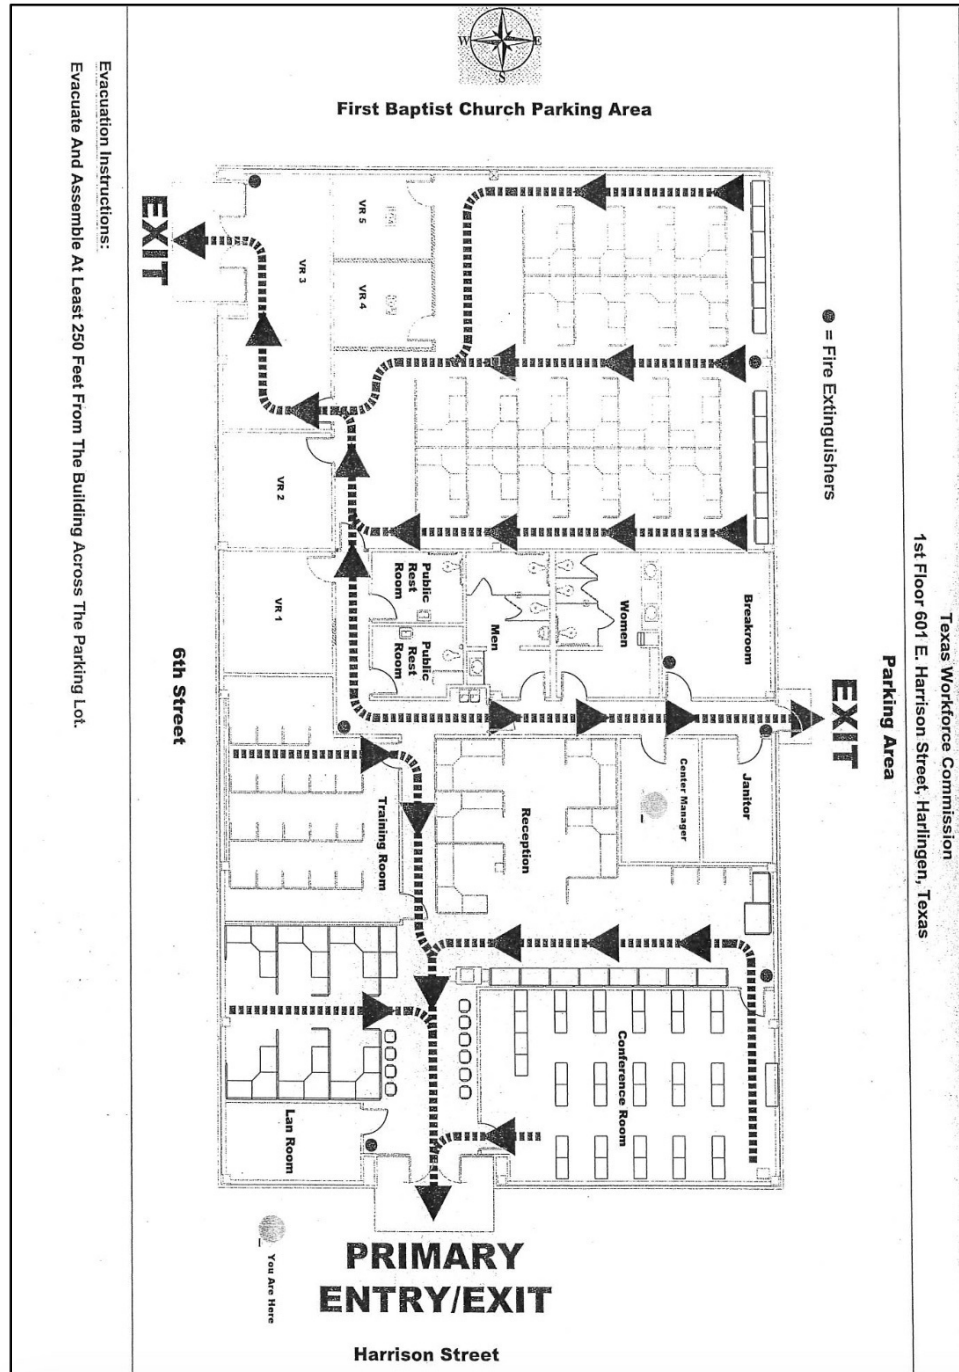 Texas Workforce Commission
1st Floor 601 E. Harrison Street, Harlingen, Texas
W
E
S
First Baptist Church Parking Area
= Fire Extinguishers
Parking Area
EXIT
EXIT
VR 5
VR 4
VR 3
VR 2
VR 1
Public
Rest
Room
Public
Rest
Room
Men
Women
Breakroom
6th Street
Training Room
Reception
Center Manager
Janitor
Conference Room
Lan Room
You Are Here
PRIMARY
ENTRY/EXIT
Harrison Street
Evacuation Instructions:
Evacuate And Assemble At Least 250 Feet From The Building Across The Parking Lot.